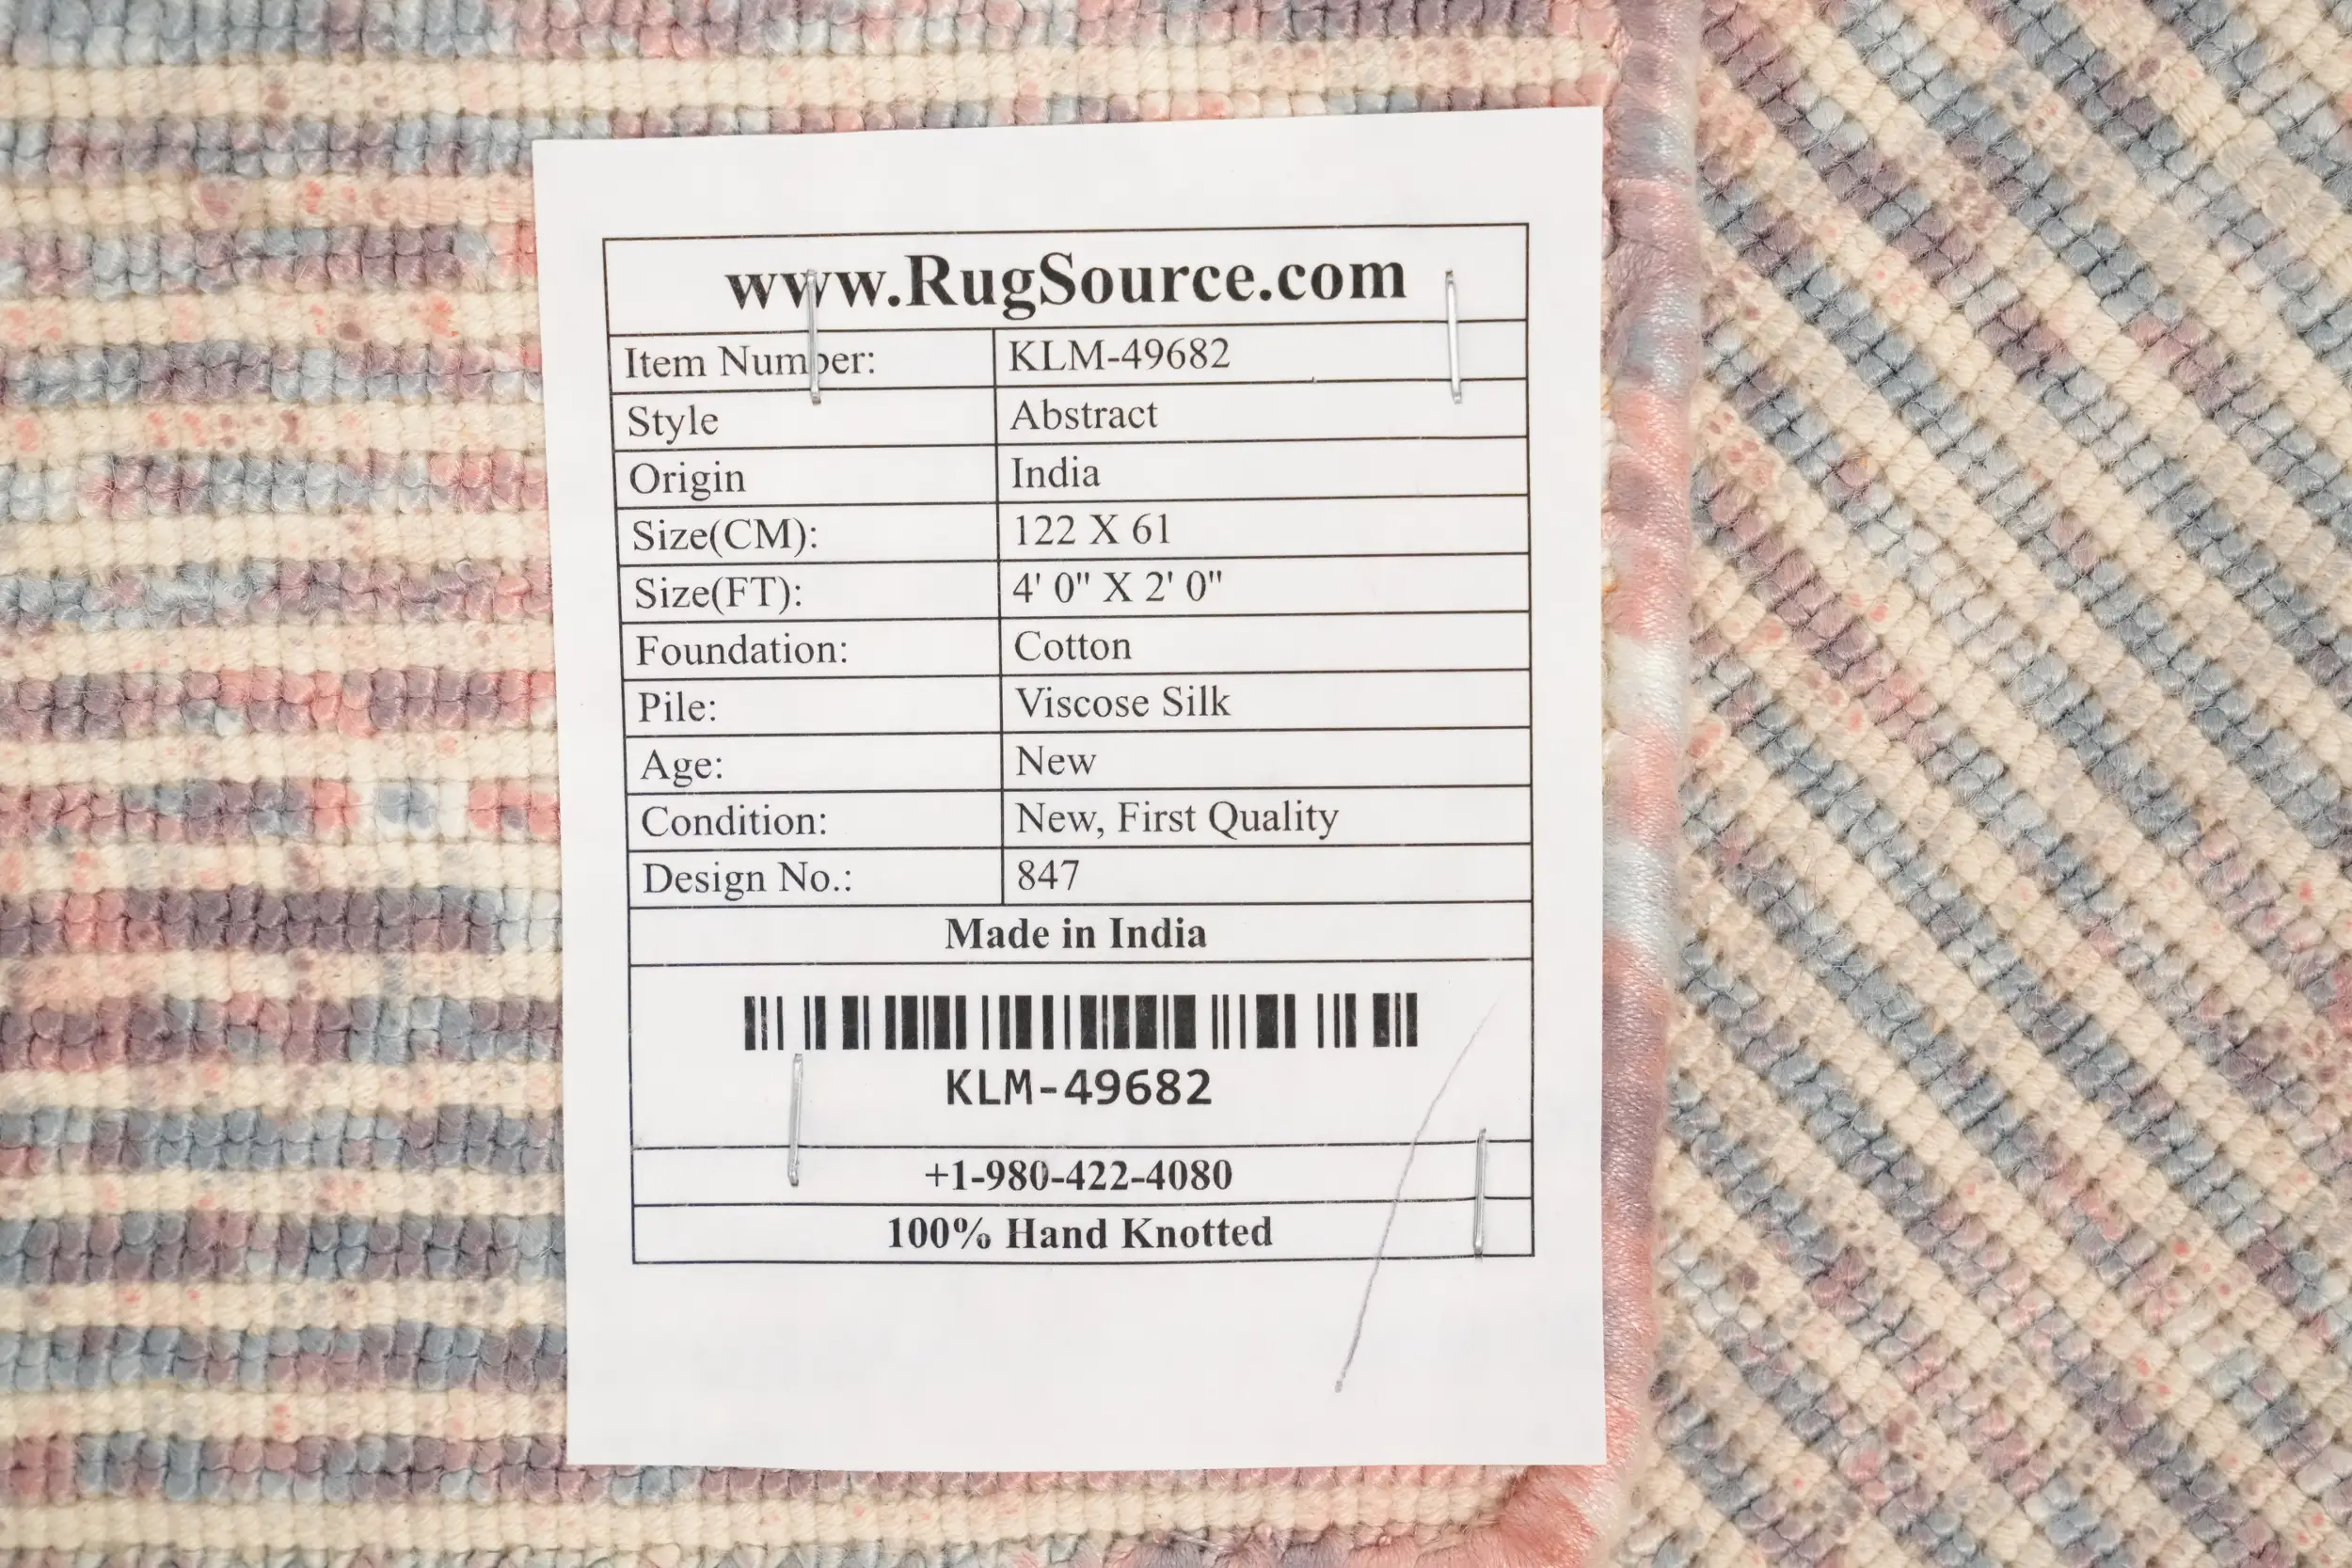 www.RugSource.com
Item Number: KLM-49682
Style Abstract
Origin India
Size(CM): 122 X 61
Size(FT): 4' 0" X 2' 0"
Foundation: Cotton
Pile: Viscose Silk
Age: New
Condition: New, First Quality
Design No.: 847
Made in India
KLM-49682
+1-980-422-4080
100% Hand Knotted